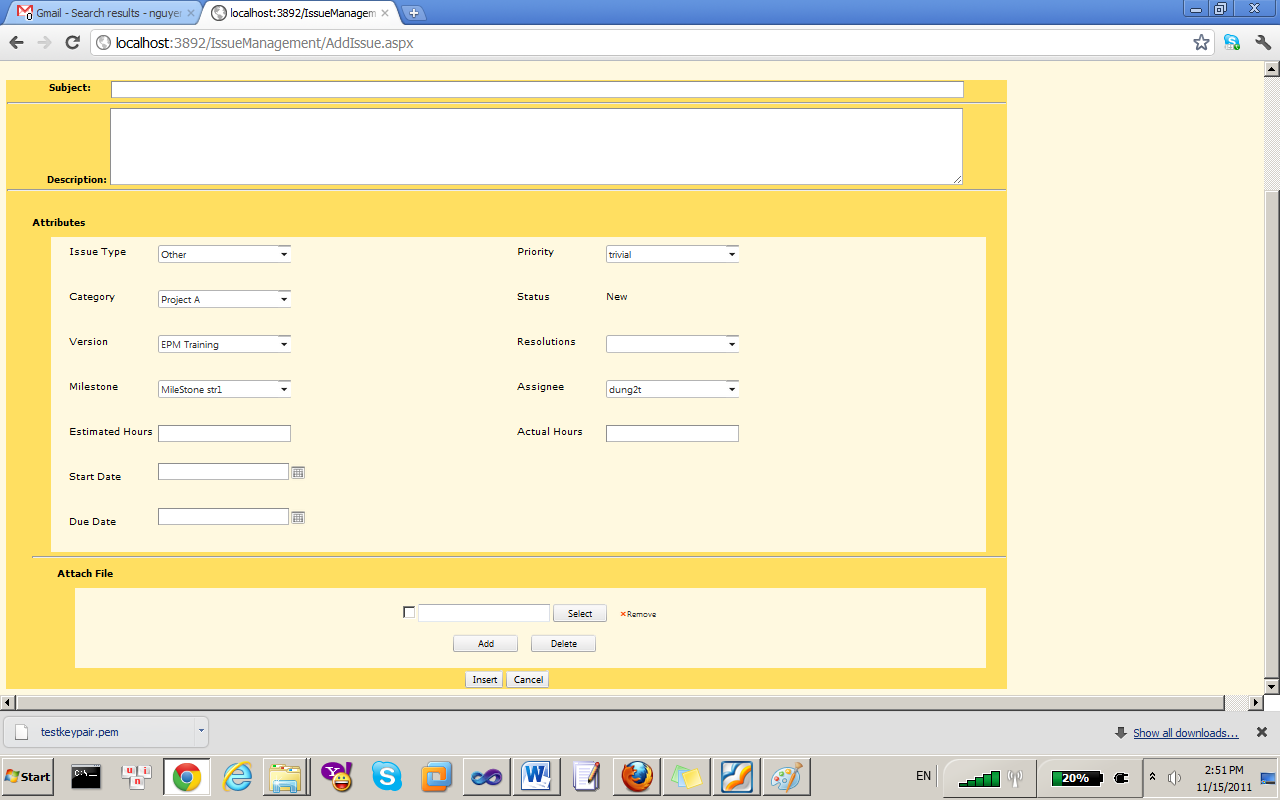 Gmail - Search results - nguye
localhost:3892/IssueManagem
localhost:3892/IssueManagement/AddIssue.aspx
Subject:
Description:
Attributes
Issue Type Other Priority trivial
Category Project A Status New
Version EPM Training Resolutions
Milestone MileStone str1 Assignee dung2t
Estimated Hours Actual Hours
Start Date
Due Date
Attach File
Select Remove
Add Delete
Insert Cancel
testkeypair.pem Show all downloads...
Start EN 20% 2:51 PM
11/15/2011